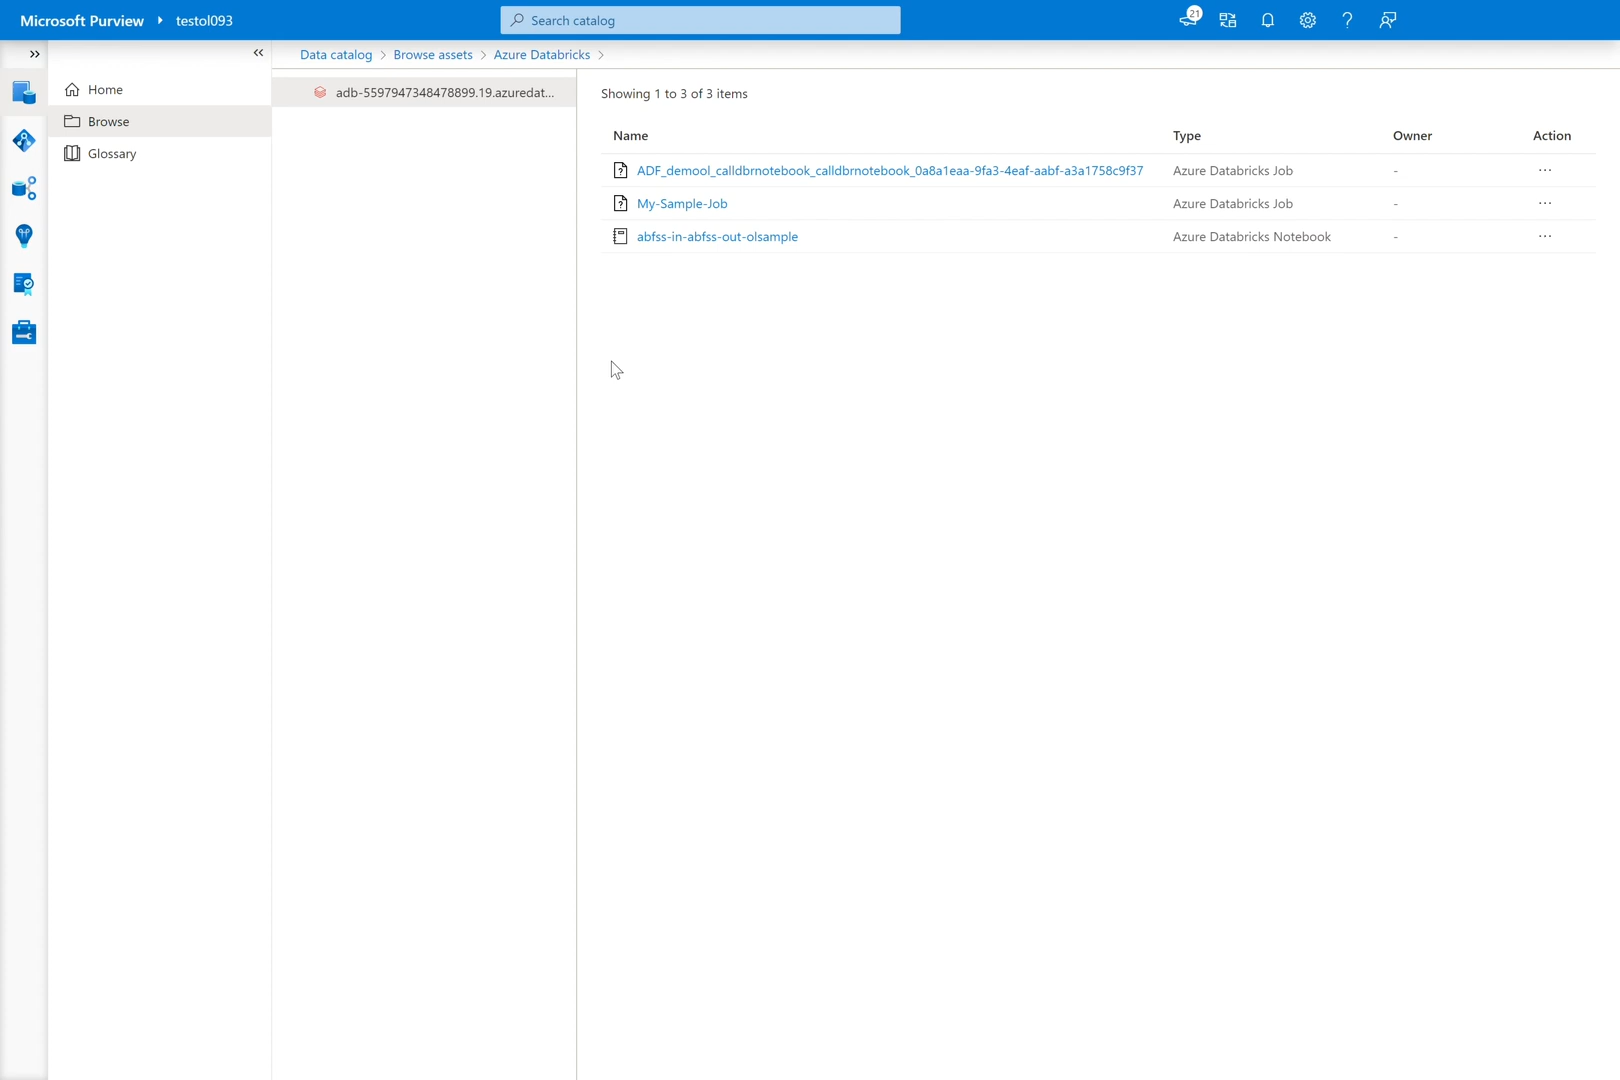 Microsoft Purview testol093
Search catalog
21
Data catalog > Browse assets > Azure Databricks >
Home
Browse
Glossary
adb-5597947348478899.19.azuredat...
Showing 1 to 3 of 3 items
Name Type Owner Action
ADF_demool_calldbrnotebook_calldbrnotebook_0a8a1eaa-9fa3-4eaf-aabf-a3a1758c9f37 Azure Databricks Job - ...
My-Sample-Job Azure Databricks Job - ...
abfss-in-abfss-out-olsample Azure Databricks Notebook - ...